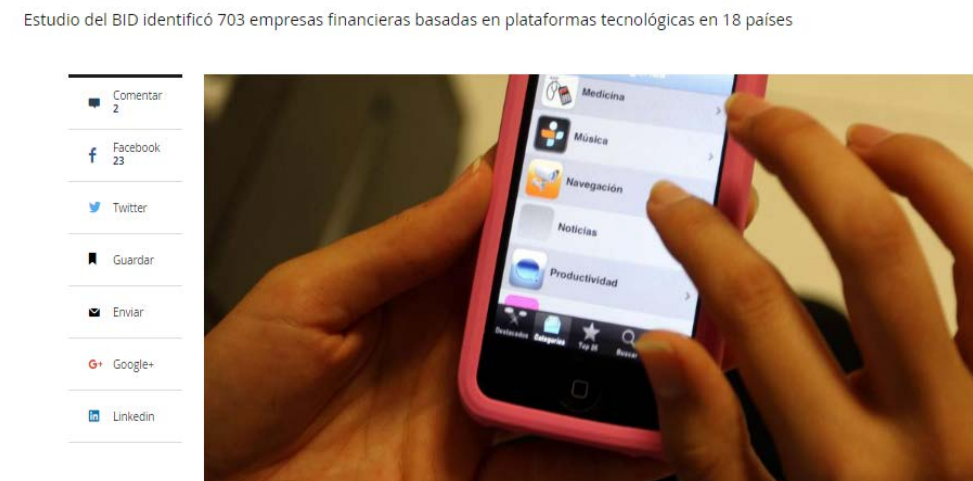 Estudio del BID identificó 703 empresas financieras basadas en plataformas tecnológicas en 18 países
Comentar
2
Facebook
23
Twitter
Guardar
Enviar
Google+
Linkedin
Medicina
Música
Navegación
Noticias
Productividad
Destacados
Categorías
Top 25
Buscar